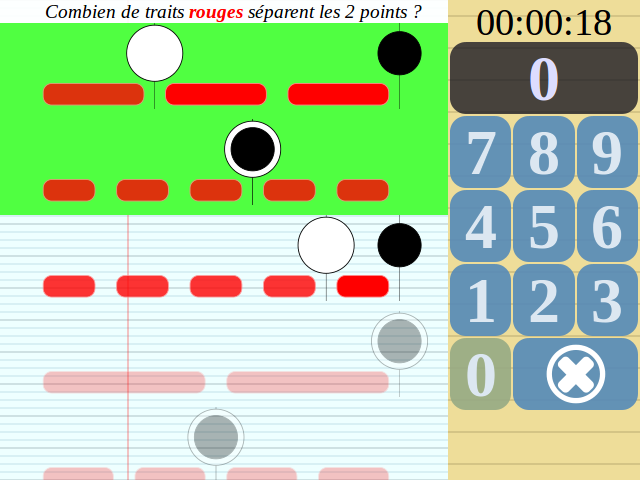 Combien de traits rouges séparent les 2 points ?
00:00:18
0
7 8 9
4 5 6
1 2 3
0